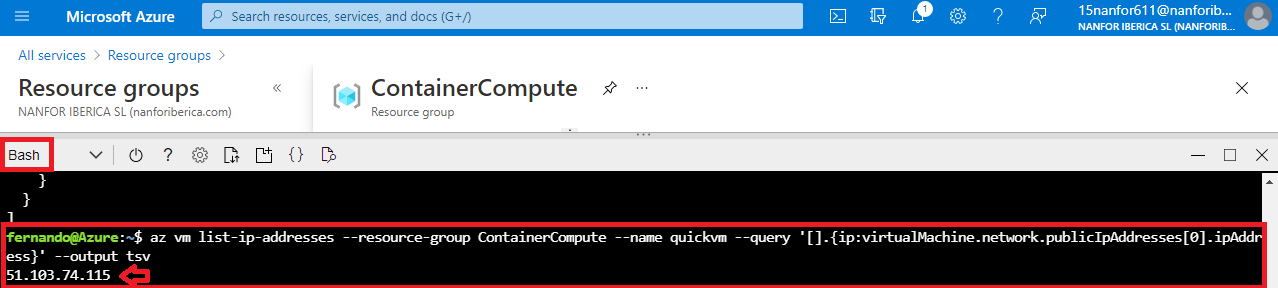 Microsoft Azure
Search resources, services, and docs (G+/)
1
15nanfor611@nanforib...
NANFOR IBERICA SL (NANFORIB...
All services > Resource groups >
Resource groups
«
NANFOR IBERICA SL (nanforiberica.com)
ContainerCompute
...
Resource group
Bash
?
{}
}
}
]
fernando@Azure:~$ az vm list-ip-addresses --resource-group ContainerCompute --name quickvm --query '[].{ip:virtualMachine.network.publicIpAddresses[0].ipAddr
ess}' --output tsv
51.103.74.115